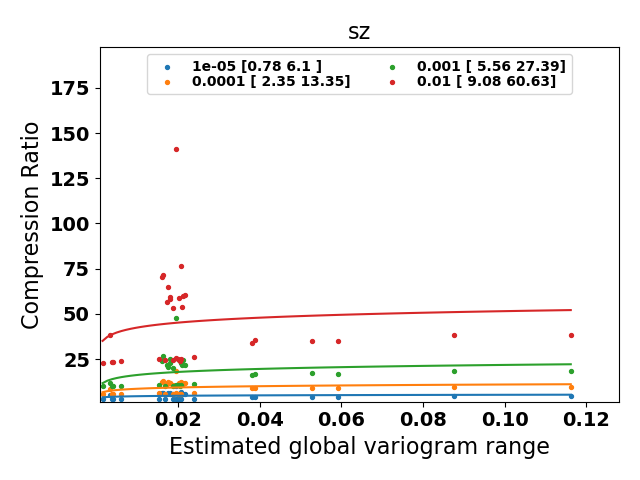 sz
1e-05 [0.78 6.1 ]
0.0001 [ 2.35 13.35]
0.001 [ 5.56 27.39]
0.01 [ 9.08 60.63]
Compression Ratio
175
150
125
100
75
50
25
0.02 0.04 0.06 0.08 0.10 0.12
Estimated global variogram range